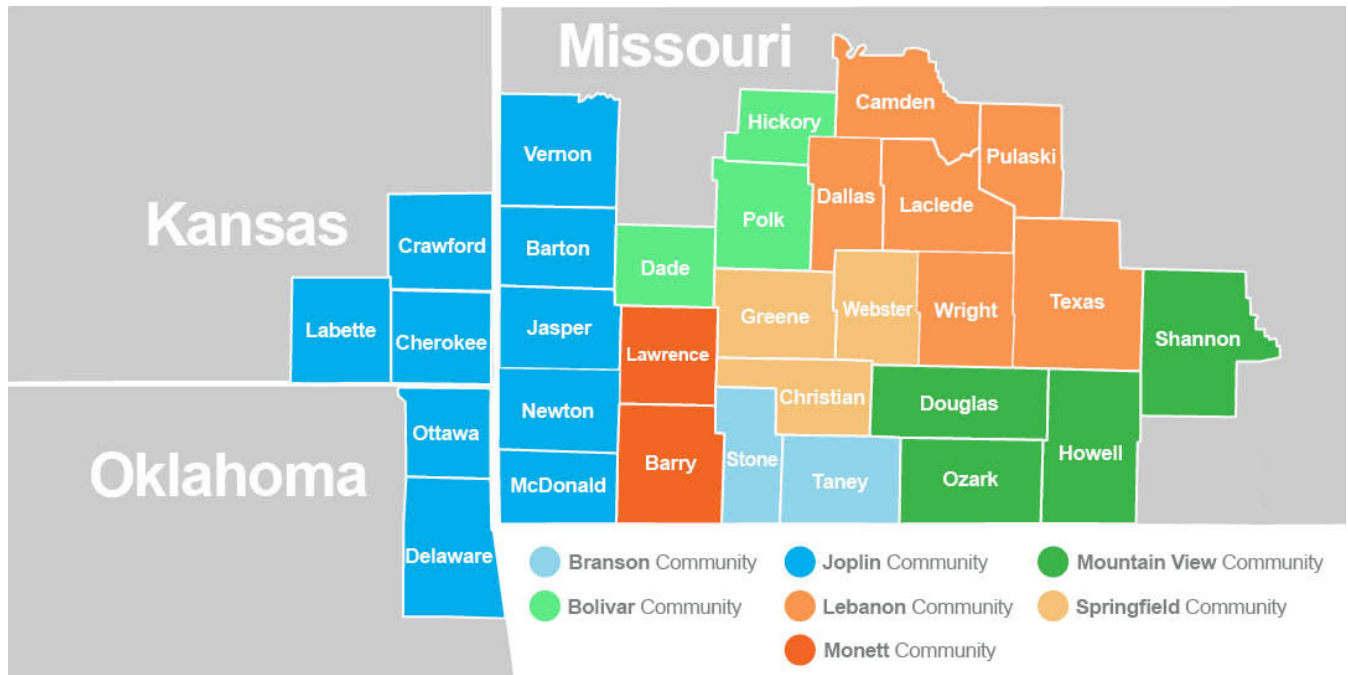 Missouri
Camden
Hickory
Vernon
Pulaski
Dallas
Laclede
Kansas
Polk
Crawford
Barton
Dade
Texas
Labette
Cherokee
Jasper
Greene
Webster
Wright
Shannon
Lawrence
Christian
Newton
Douglas
Ottawa
Howell
Oklahoma
McDonald
Barry
Stone
Taney
Ozark
Delaware
Branson Community
Joplin Community
Mountain View Community
Bolivar Community
Lebanon Community
Springfield Community
Monett Community